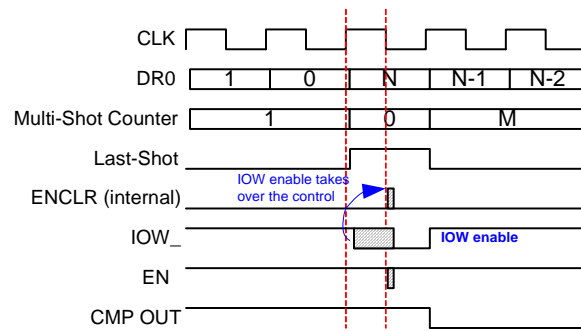 CLK
DR0 1 0 N N-1 N-2
Multi-Shot Counter 1 0 M
Last-Shot
IOW enable takes
over the control
ENCLR (internal)
IOW_ IOW enable
EN
CMP OUT